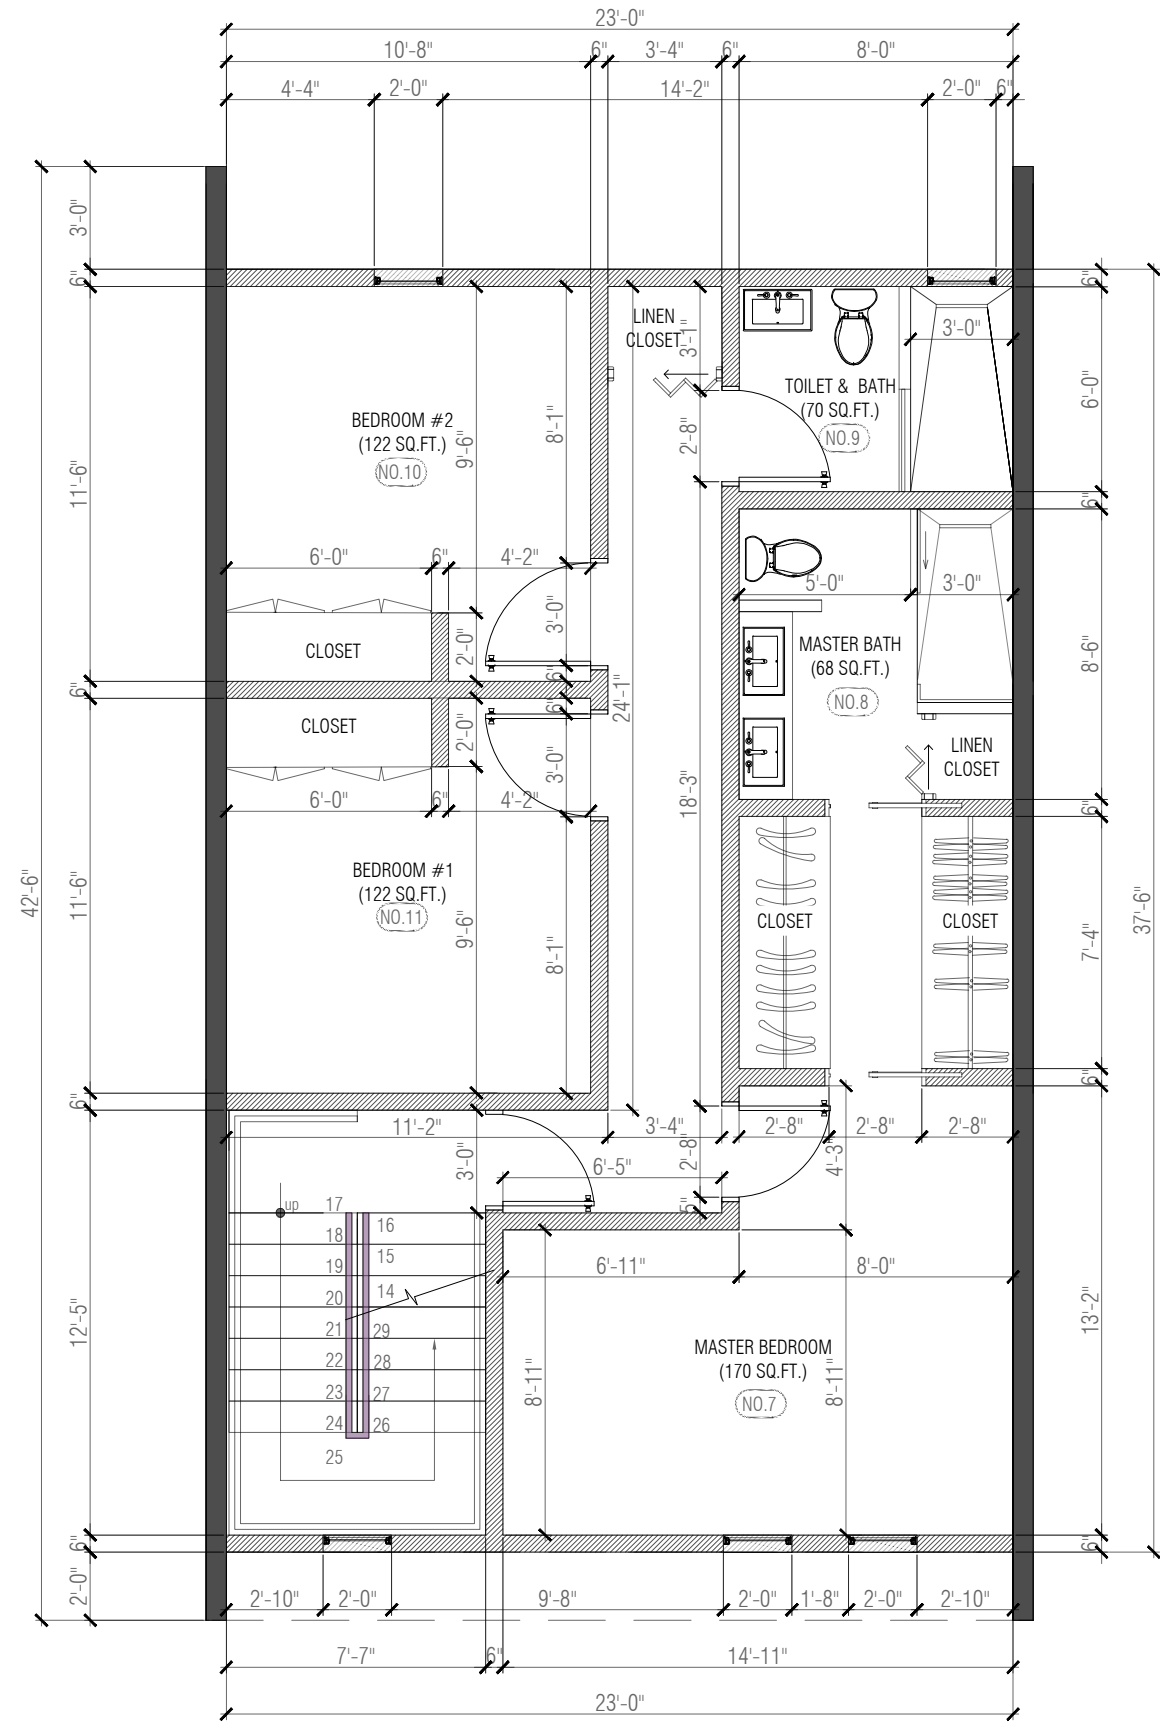 23'-0"
10'-8" 6" 3'-4" 6" 8'-0"
4'-4" 2'-0" 14'-2" 2'-0" 6"
3'-0"
6"
6"
LINEN
CLOSET
3'-1"
3'-0"
TOILET & BATH
(70 SQ.FT.)
NO.9
6'-0"
BEDROOM #2
(122 SQ.FT.)
NO.10
9'-6"
8'-1"
2'-8"
11'-6"
6"
6'-0" 6" 4'-2"
5'-0" 3'-0"
3'-0"
CLOSET
2'-0"
MASTER BATH
(68 SQ.FT.)
NO.8
8'-6"
6"
6"
24'-1"
6"
CLOSET
2'-0"
3'-0"
LINEN
CLOSET
6'-0" 6" 4'-2"
18'-3"
6"
BEDROOM #1
(122 SQ.FT.)
NO.11
11'-6"
9'-6"
8'-1"
CLOSET
CLOSET
7'-4"
42'-6"
37'-6"
6"
6"
11'-2" 3'-4" 2'-8" 2'-8" 2'-8"
3'-0"
6'-5"
2'-8"
4'-3"
5"
up
17
16
18
15
19
14
20
21 29
22 28
23 27
24 26
25
12'-5"
6'-11" 8'-0"
13'-2"
MASTER BEDROOM
(170 SQ.FT.)
NO.7
8'-11"
8'-11"
6"
6"
2'-0"
2'-10" 2'-0" 9'-8" 2'-0" 1'-8" 2'-0" 2'-10"
7'-7" 6" 14'-11"
23'-0"